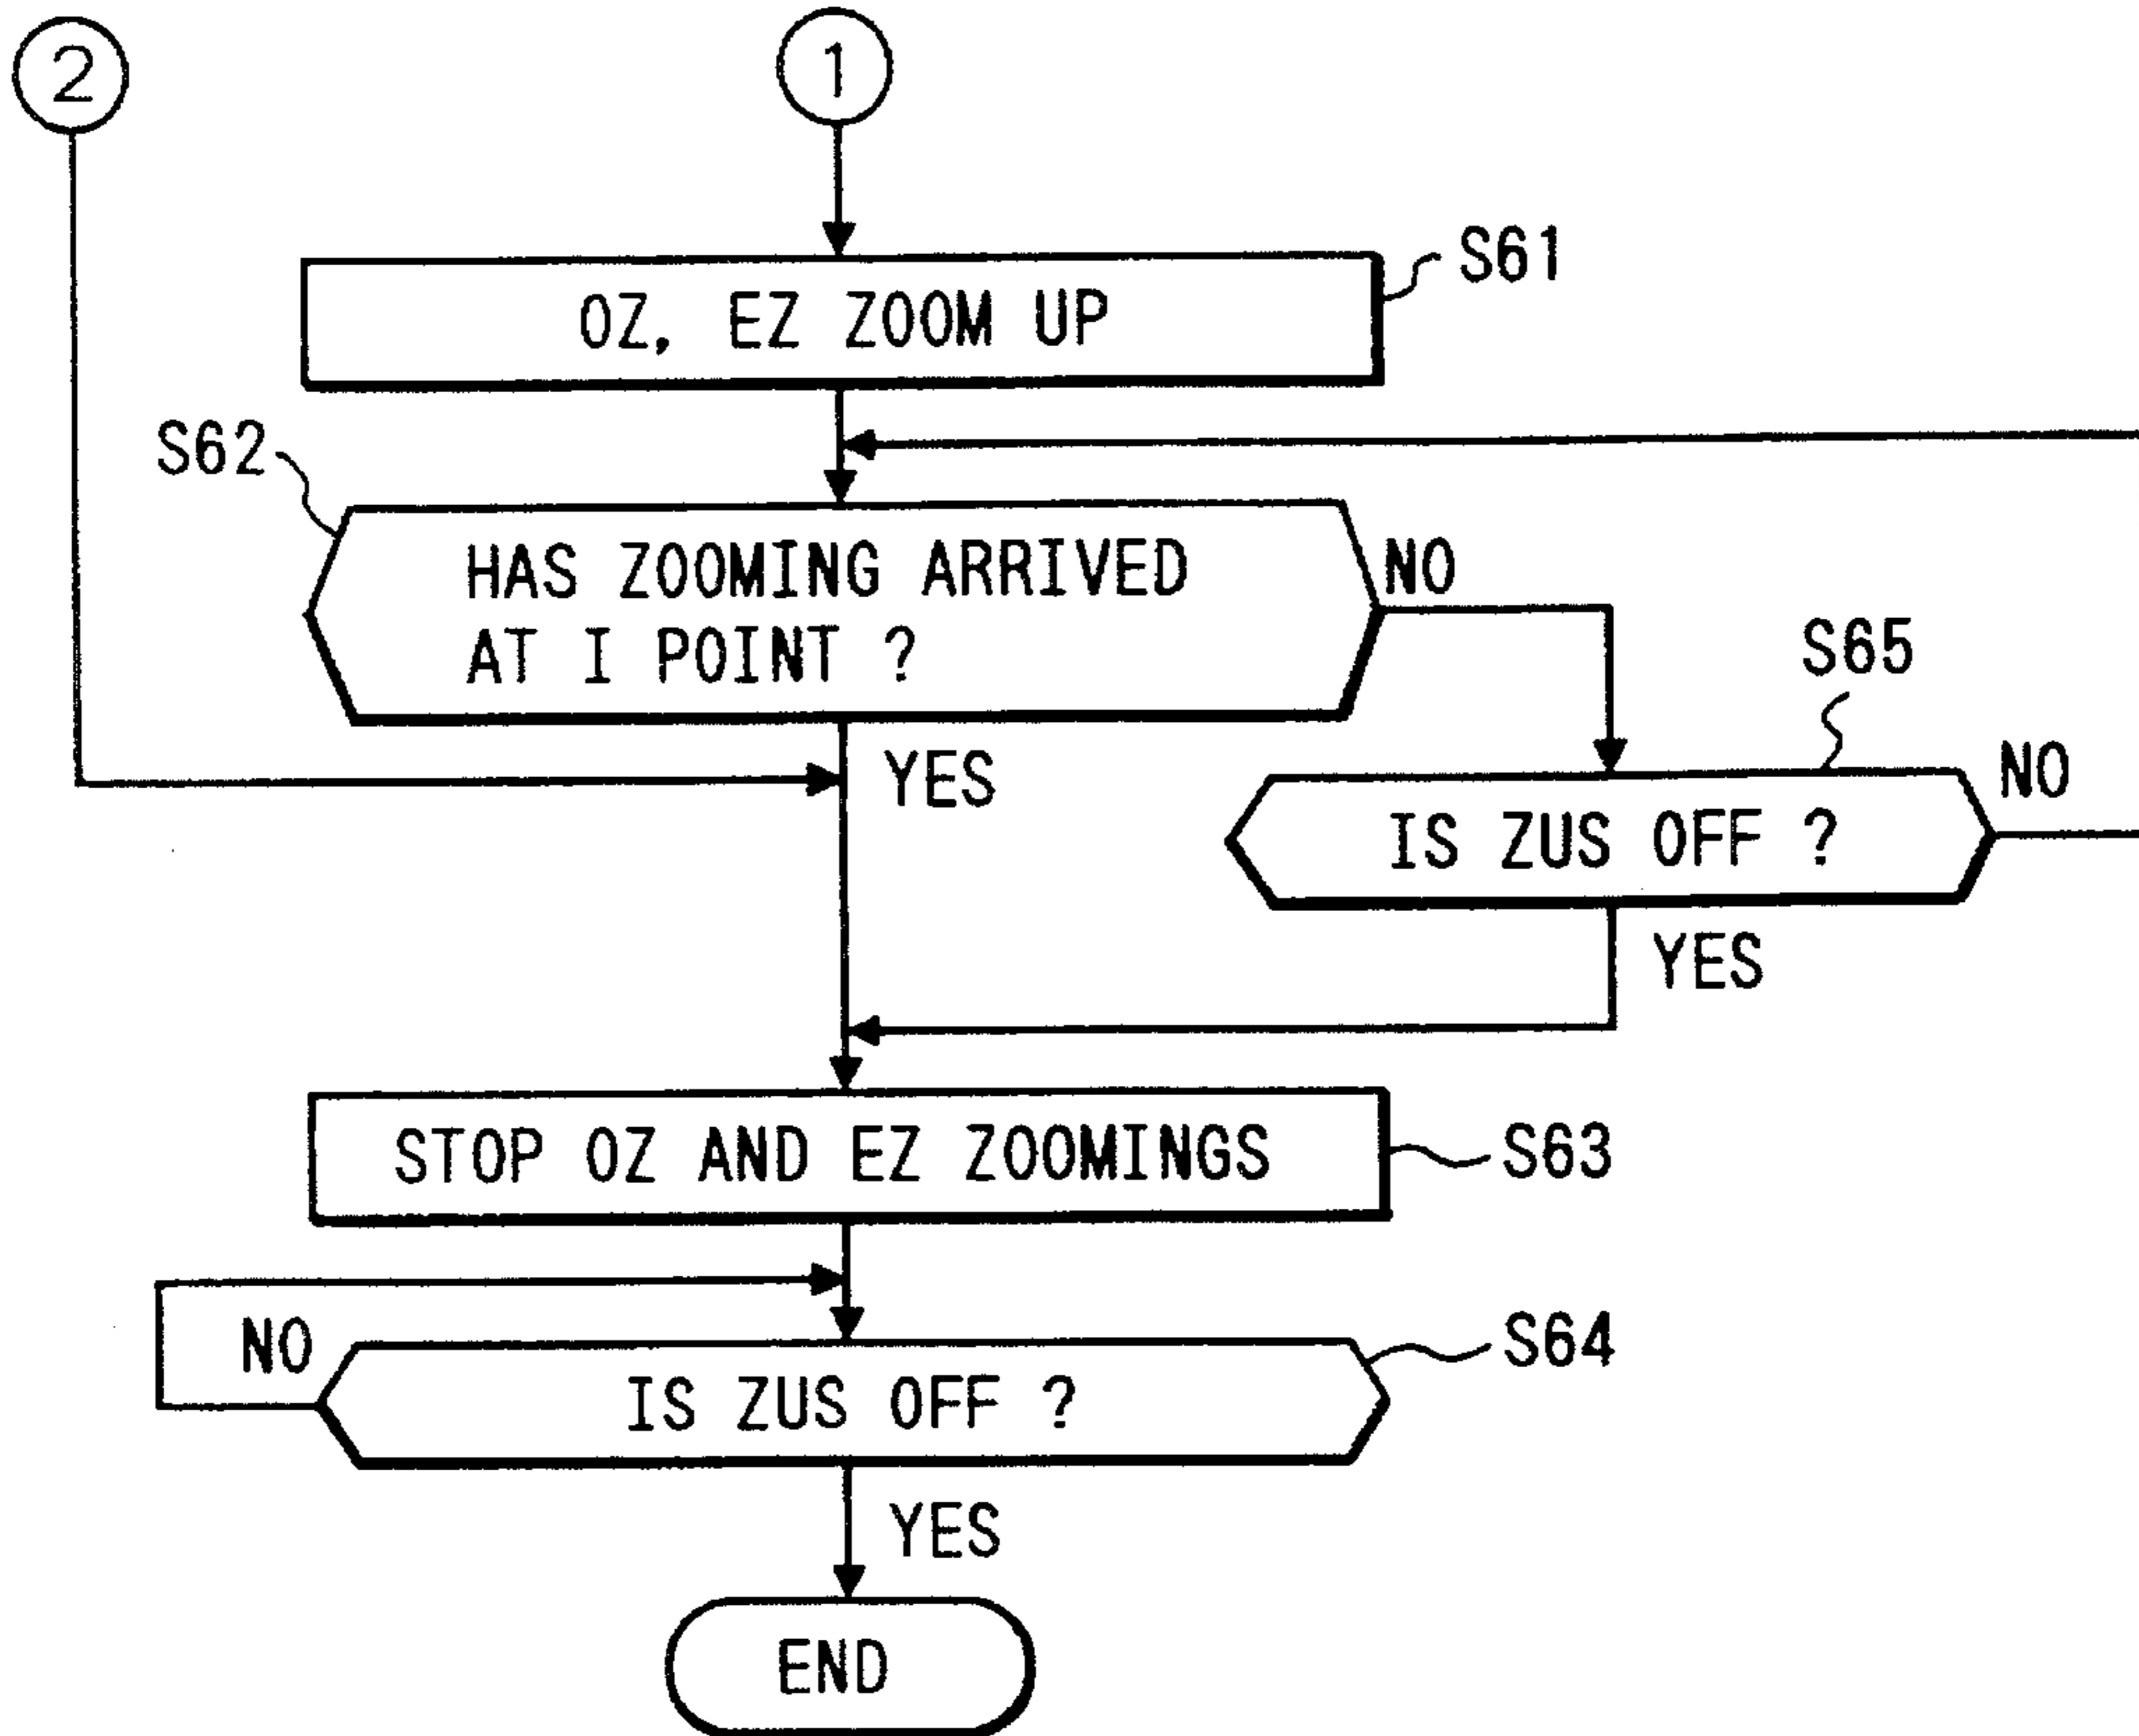 2
1
OZ, EZ ZOOM UP
S61
S62
HAS ZOOMING ARRIVED
AT I POINT ?
NO
YES
S65
IS ZUS OFF ?
NO
YES
STOP OZ AND EZ ZOOMINGS
S63
NO
IS ZUS OFF ?
S64
YES
END